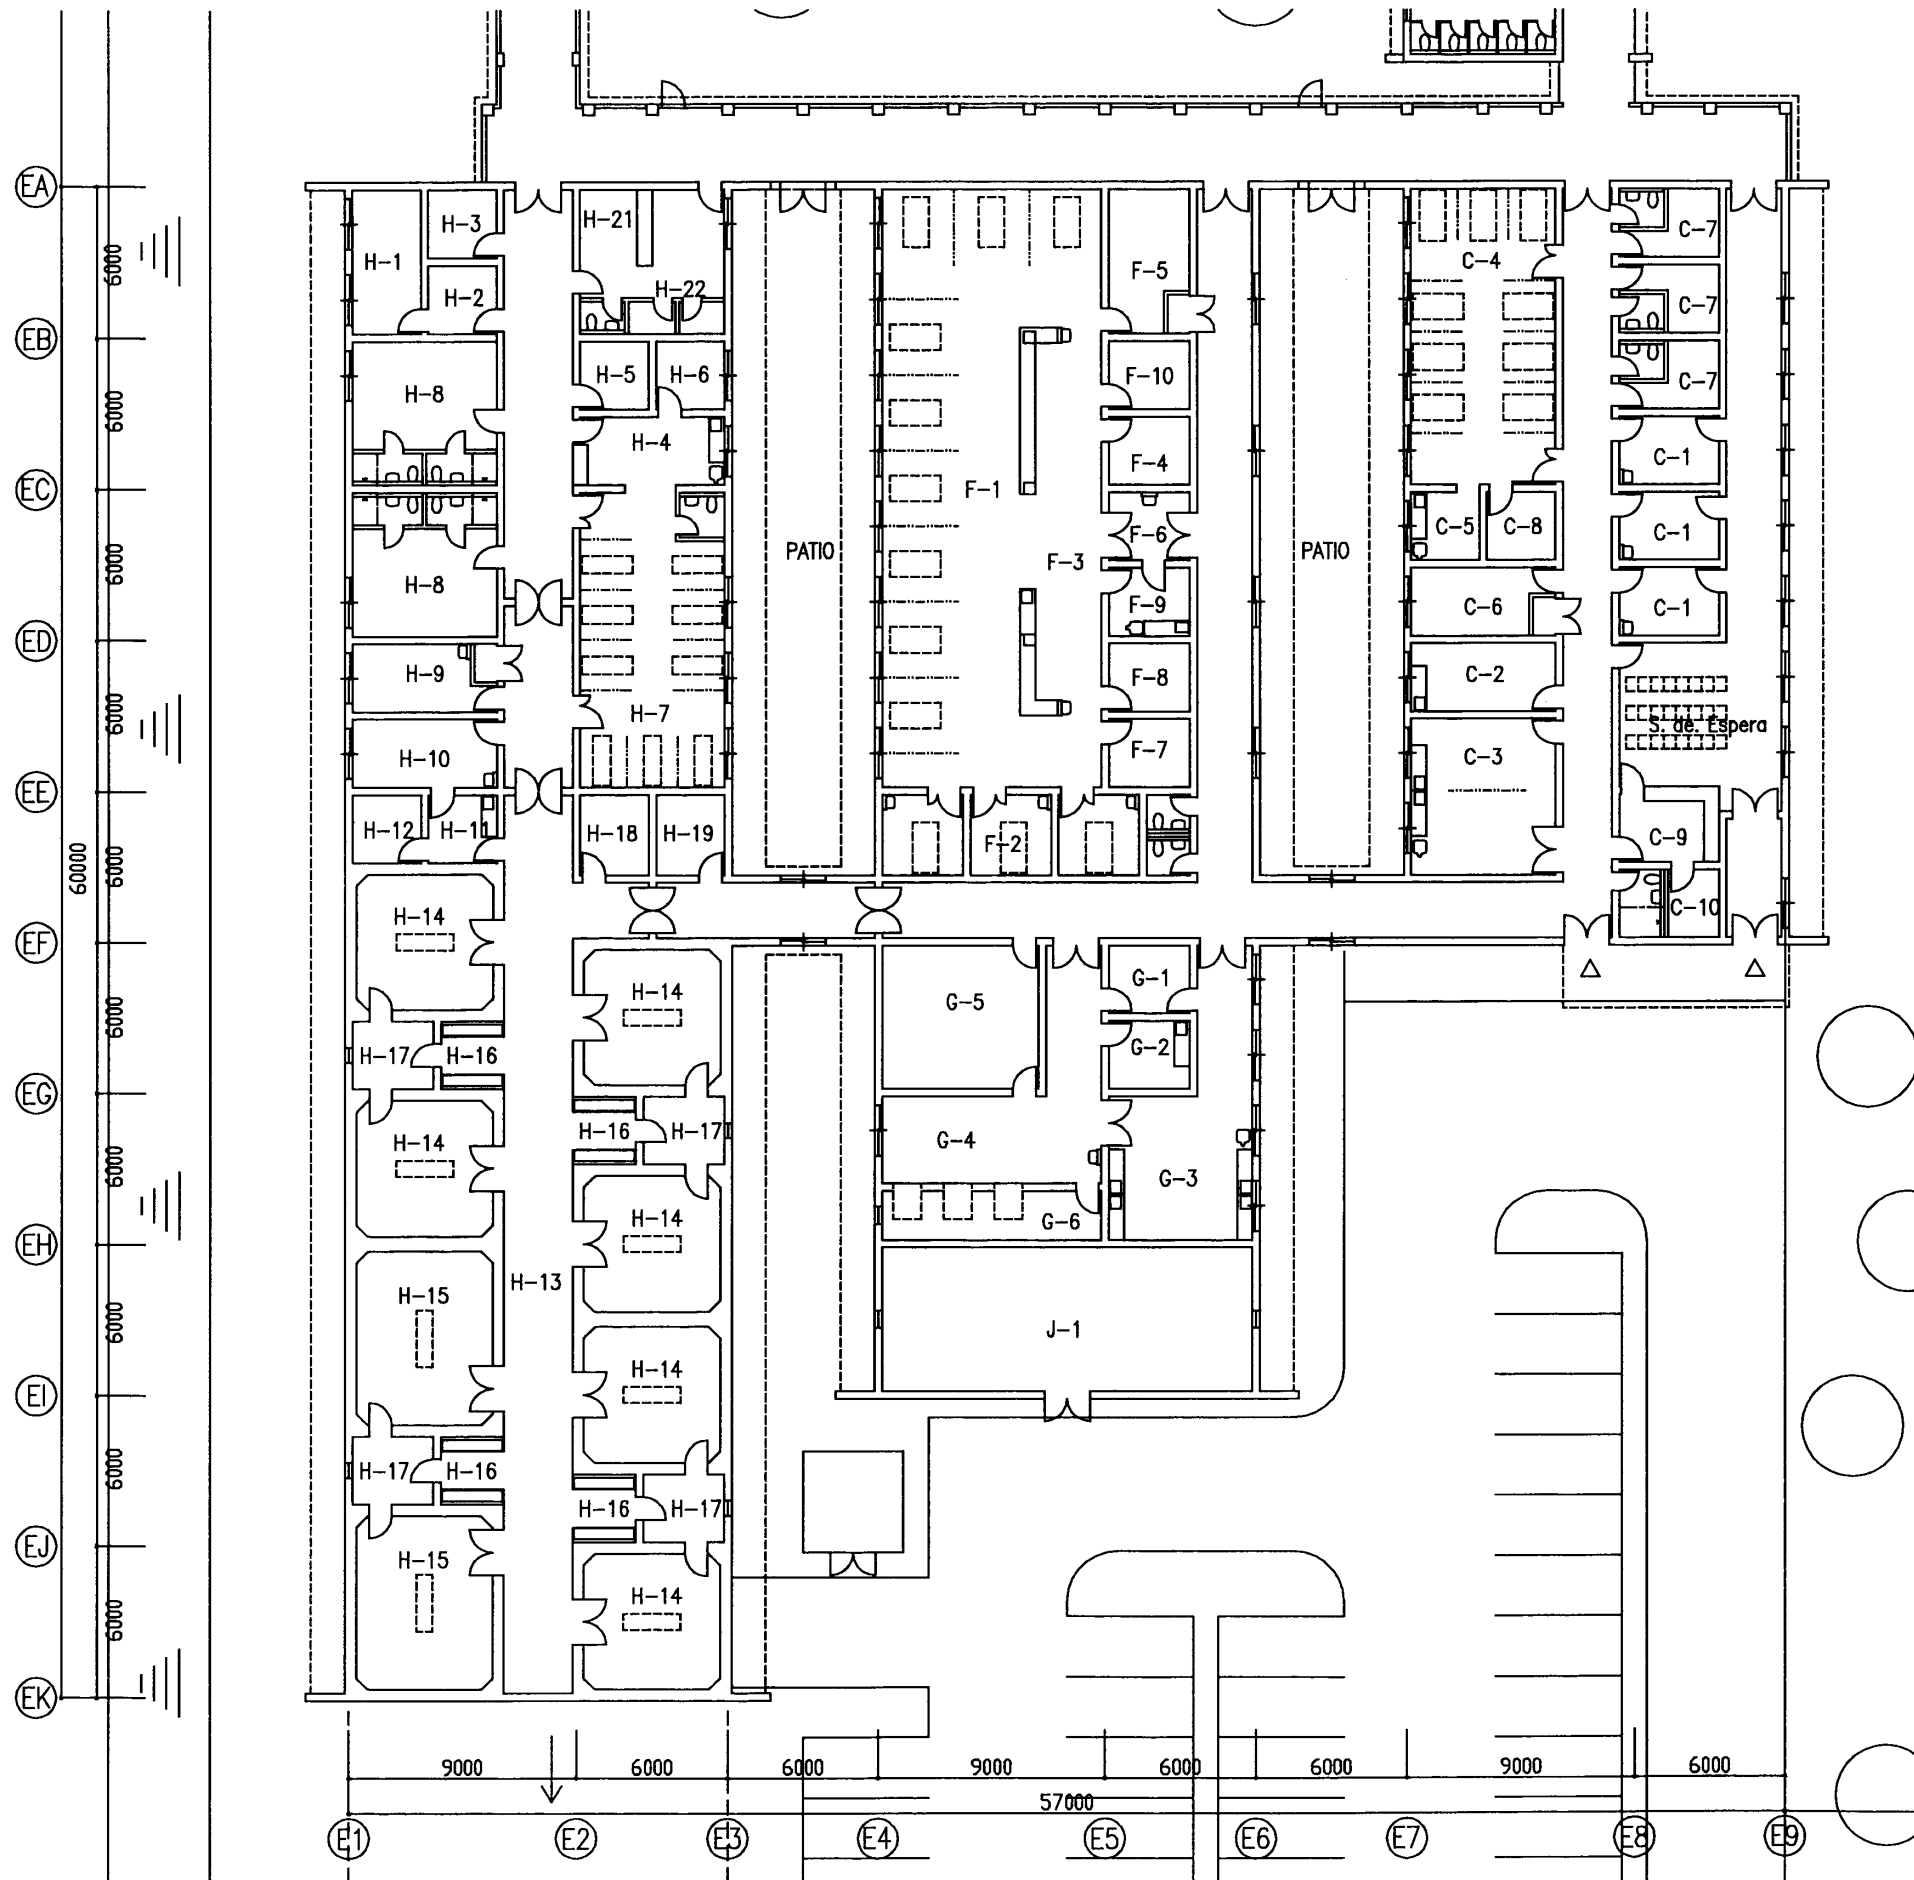 EA
H-3
H-21
C-7
H-1
F-5
C-4
6000
H-2
H-22
C-7
EB
H-5
H-6
F-10
C-7
H-8
6000
H-4
F-4
C-1
EC
F-1
C-5
C-8
C-1
F-6
PATIO
PATIO
6000
H-8
F-3
F-9
C-6
C-1
ED
H-9
F-8
C-2
6000
H-7
S. de. Espera
H-10
F-7
C-3
EE
H-12
H-11
H-18
H-19
F-2
C-9
60000
6000
H-14
C-10
EF
G-1
H-14
G-5
6000
H-17
H-16
G-2
EG
H-14
H-16
H-17
G-4
6000
G-3
H-14
G-6
EH
H-13
H-15
6000
J-1
H-14
EI
6000
H-17
H-16
H-16
H-17
EJ
H-15
H-14
6000
EK
9000
6000
6000
9000
6000
6000
9000
6000
57000
E1
E2
E3
E4
E5
E6
E7
E8
E9